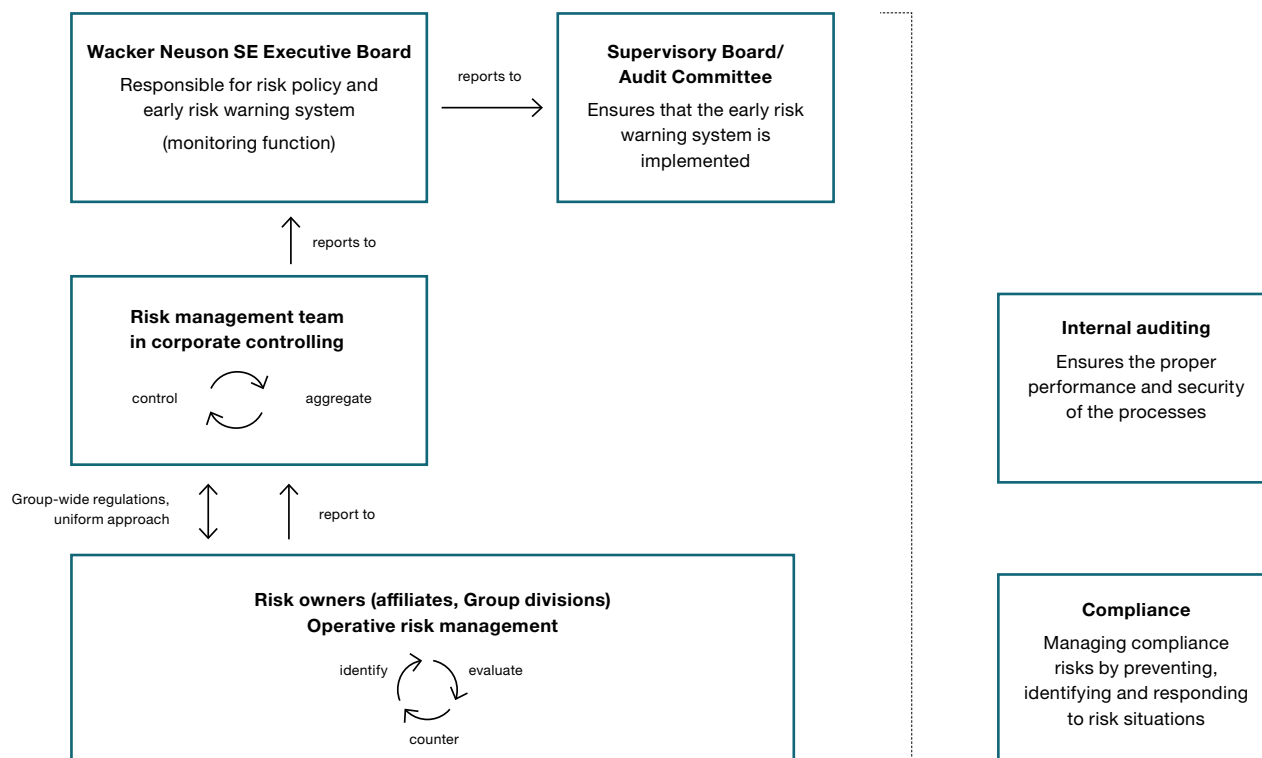 Wacker Neuson SE Executive Board
Responsible for risk policy and
early risk warning system
(monitoring function)
reports to
Supervisory Board/
Audit Committee
Ensures that the early risk
warning system is
implemented
reports to
Risk management team
in corporate controlling
control
aggregate
Group-wide regulations,
uniform approach
report to
Risk owners (affiliates, Group divisions)
Operative risk management
identify
evaluate
counter
Internal auditing
Ensures the proper
performance and security
of the processes
Compliance
Managing compliance
risks by preventing,
identifying and responding
to risk situations